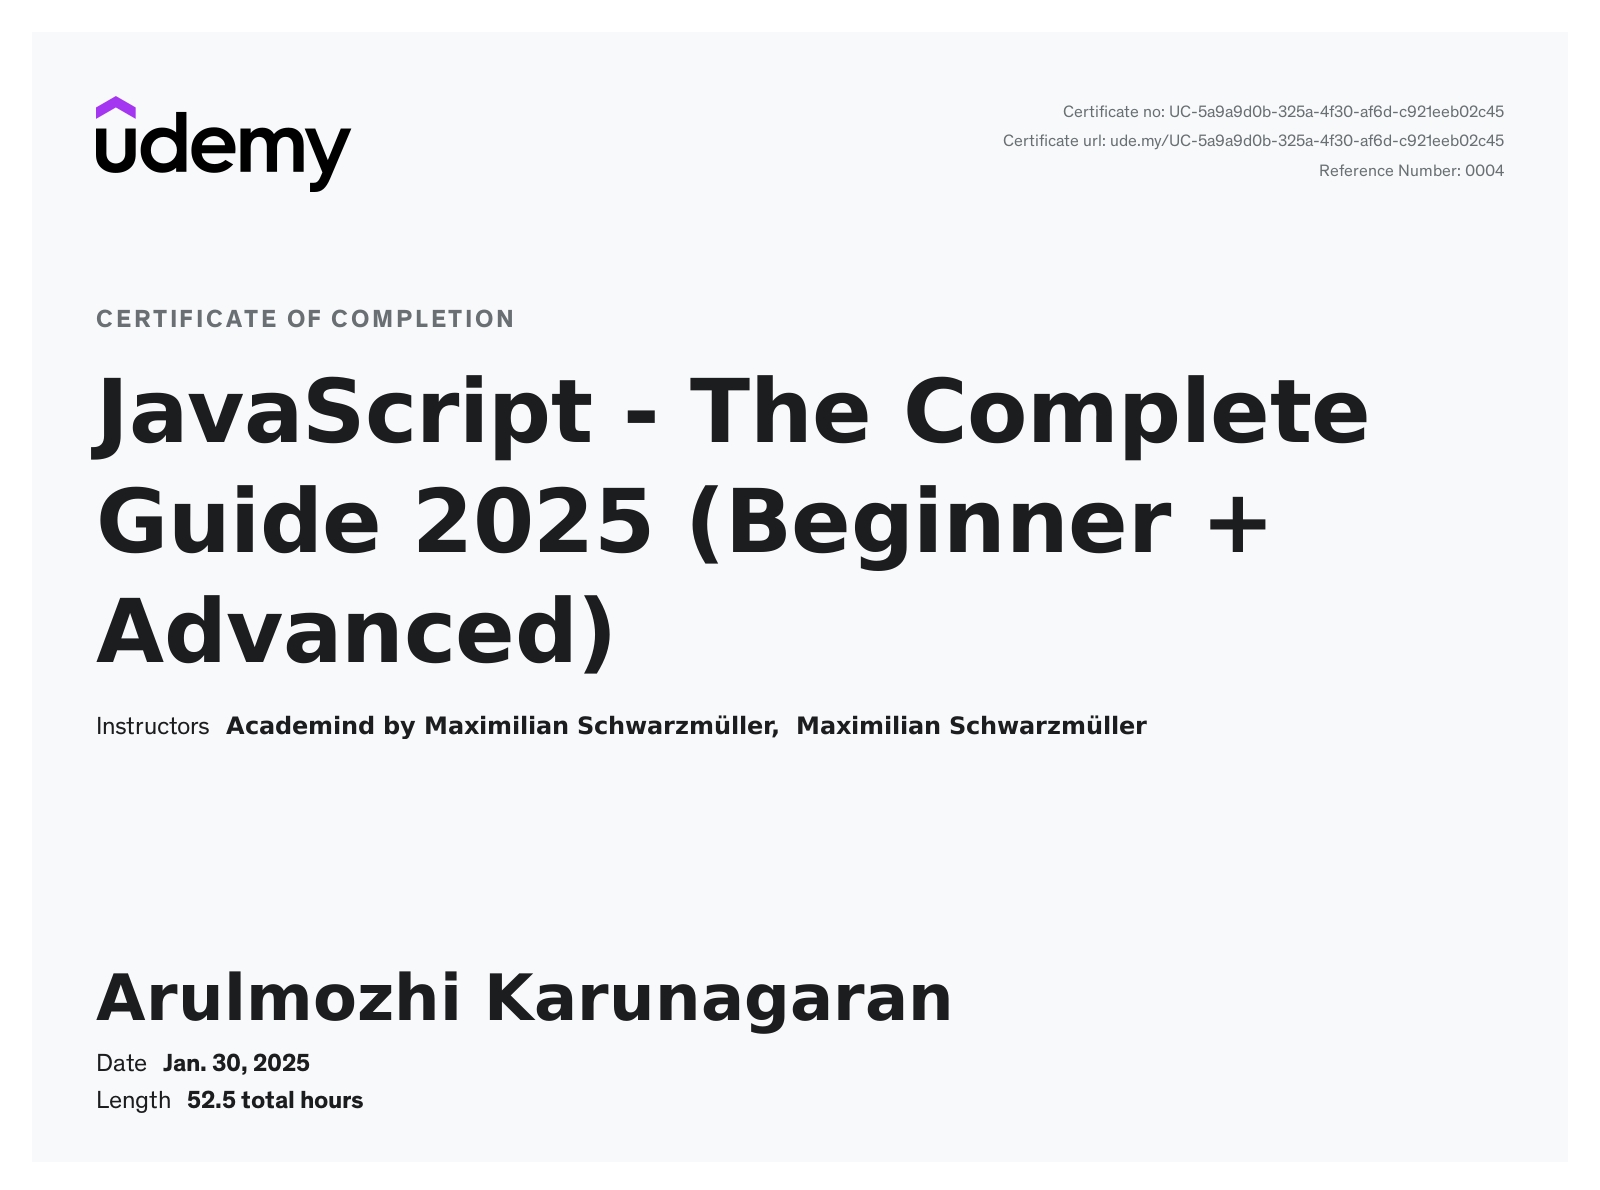 udemy
Certificate no: UC-5a9a9d0b-325a-4f30-af6d-c921eeb02c45
Certificate url: ude.my/UC-5a9a9d0b-325a-4f30-af6d-c921eeb02c45
Reference Number: 0004
CERTIFICATE OF COMPLETION
JavaScript - The Complete
Guide 2025 (Beginner +
Advanced)
Instructors Academind by Maximilian Schwarzmüller, Maximilian Schwarzmüller
Arulmozhi Karunagaran
Date Jan. 30, 2025
Length 52.5 total hours